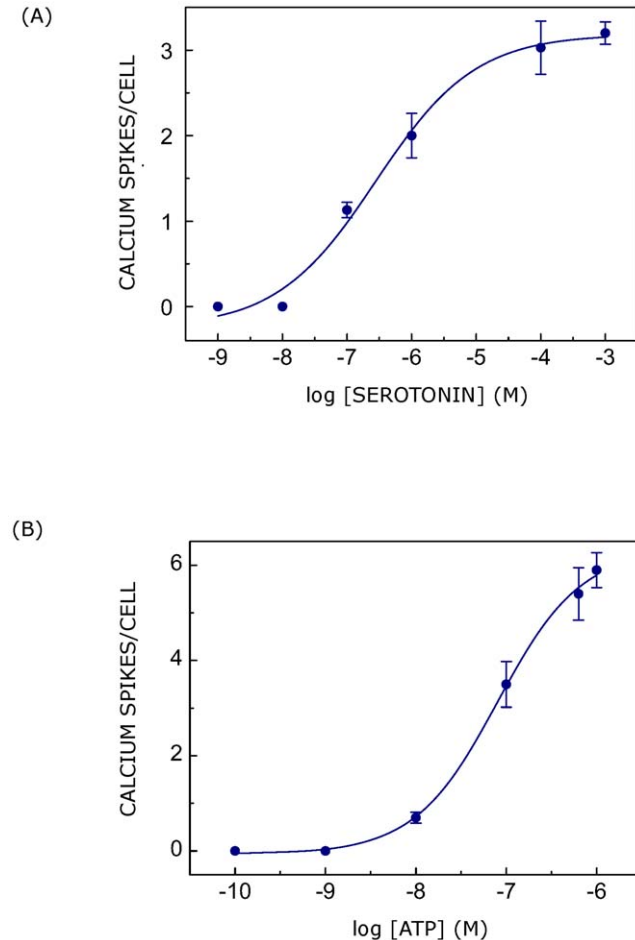 (A)
CALCIUM SPIKES/CELL
3
2
1
0
-9 -8 -7 -6 -5 -4 -3
log [SEROTONIN] (M)
(B)
CALCIUM SPIKES/CELL
6
4
2
0
-10 -9 -8 -7 -6
log [ATP] (M)